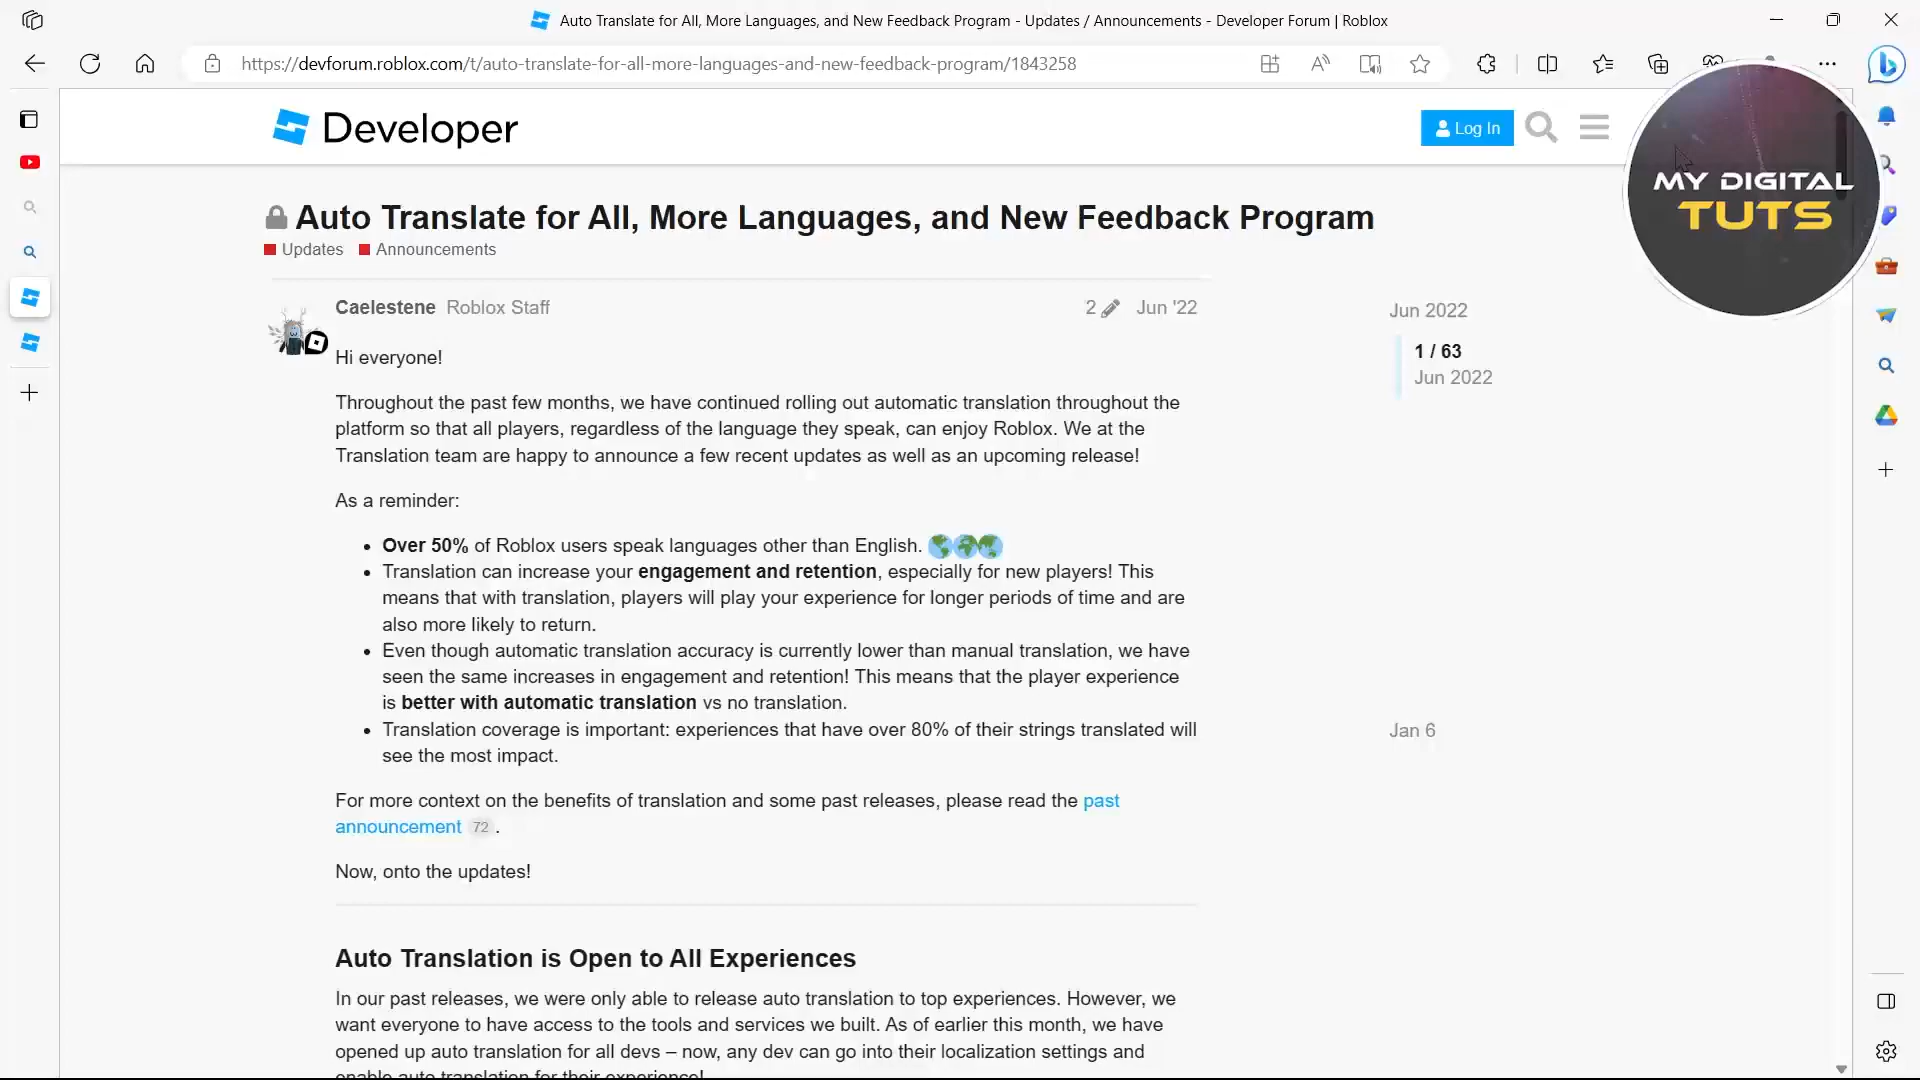 Auto Translate for All, More Languages, and New Feedback Program - Updates / Announcements - Developer Forum | Roblox
https://devforum.roblox.com/t/auto-translate-for-all-more-languages-and-new-feedback-program/1843258
Developer
Log In
MY DIGITAL
TUTS
Auto Translate for All, More Languages, and New Feedback Program
Updates Announcements
Caelestene Roblox Staff 2 Jun '22
Jun 2022
1 / 63
Jun 2022
Hi everyone!
Throughout the past few months, we have continued rolling out automatic translation throughout the
platform so that all players, regardless of the language they speak, can enjoy Roblox. We at the
Translation team are happy to announce a few recent updates as well as an upcoming release!
As a reminder:
• Over 50% of Roblox users speak languages other than English.
• Translation can increase your engagement and retention, especially for new players! This
means that with translation, players will play your experience for longer periods of time and are
also more likely to return.
• Even though automatic translation accuracy is currently lower than manual translation, we have
seen the same increases in engagement and retention! This means that the player experience
is better with automatic translation vs no translation.
• Translation coverage is important: experiences that have over 80% of their strings translated will
see the most impact.
Jan 6
For more context on the benefits of translation and some past releases, please read the past
announcement 72 .
Now, onto the updates!
Auto Translation is Open to All Experiences
In our past releases, we were only able to release auto translation to top experiences. However, we
want everyone to have access to the tools and services we built. As of earlier this month, we have
opened up auto translation for all devs – now, any dev can go into their localization settings and
enable auto translation for their experience!